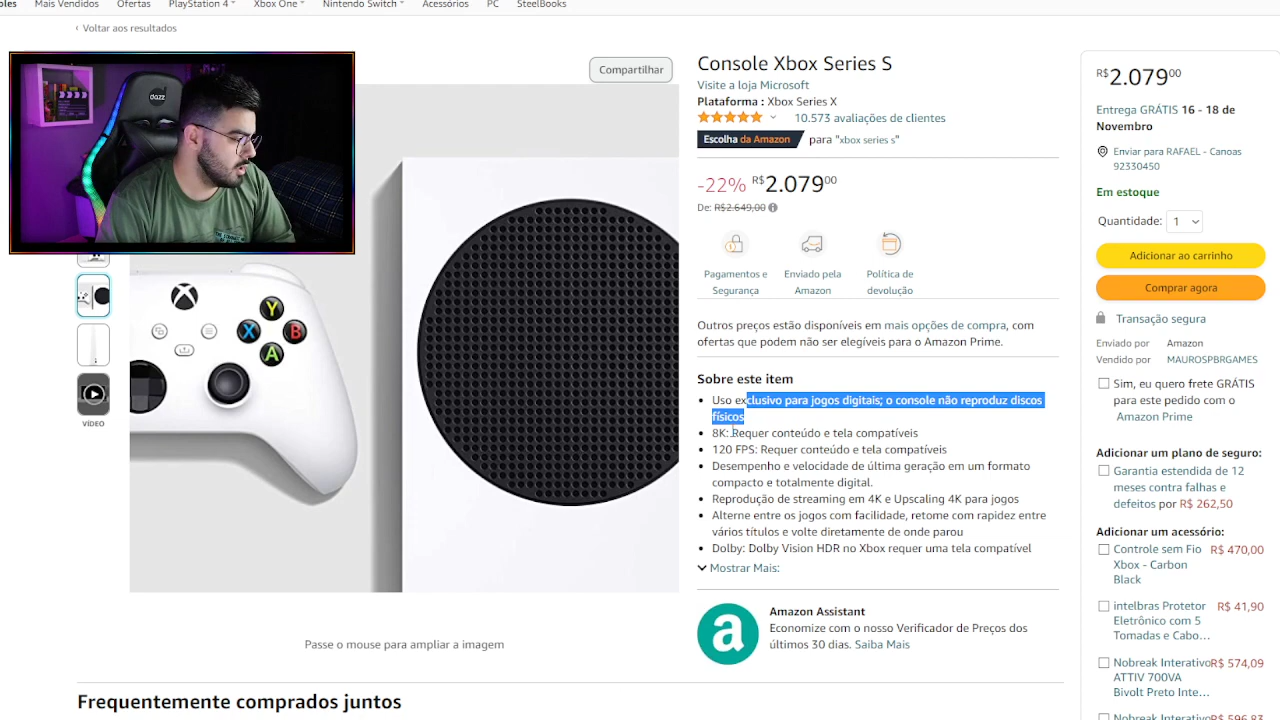 oles Mais Vendidos Ofertas PlayStation 4 Xbox One Nintendo Switch Acessórios PC SteelBooks
‹ Voltar aos resultados
dazz
Compartilhar
X
Y
X
B
A
VÍDEO
Passe o mouse para ampliar a imagem
Console Xbox Series S
Visite a loja Microsoft
Plataforma : Xbox Series X
10.573 avaliações de clientes
Escolha da Amazon para "xbox series s"
-22% R$2.079,00
De: R$2.649,00
Pagamentos e
Segurança
Enviado pela
Amazon
Política de
devolução
Outros preços estão disponíveis em mais opções de compra, com
ofertas que podem não ser elegíveis para o Amazon Prime.
Sobre este item
• Uso exclusivo para jogos digitais; o console não reproduz discos
físicos
• 8K: Requer conteúdo e tela compatíveis
• 120 FPS: Requer conteúdo e tela compatíveis
• Desempenho e velocidade de última geração em um formato
compacto e totalmente digital.
• Reprodução de streaming em 4K e Upscaling 4K para jogos
• Alterne entre os jogos com facilidade, retome com rapidez entre
vários títulos e volte diretamente de onde parou
• Dolby: Dolby Vision HDR no Xbox requer uma tela compatível
Mostrar Mais:
a
Amazon Assistant
Economize com o nosso Verificador de Preços dos
últimos 30 dias. Saiba Mais
R$2.079,00
Entrega GRÁTIS 16 - 18 de
Novembro
Enviar para RAFAEL - Canoas
92330450
Em estoque
Quantidade: 1
Adicionar ao carrinho
Comprar agora
Transação segura
Enviado por Amazon
Vendido por MAUROSPBRGAMES
Sim, eu quero frete GRÁTIS
para este pedido com o
Amazon Prime
Adicionar um plano de seguro:
Garantia estendida de 12
meses contra falhas e
defeitos por R$ 262,50
Adicionar um acessório:
Controle sem Fio R$ 470,00
Xbox - Carbon
Black
intelbras Protetor R$ 41,90
Eletrônico com 5
Tomadas e Cabo...
Nobreak Interativo R$ 574,09
ATTIV 700VA
Bivolt Preto Inte...
Nobreak Interativo R$ 596,83
Frequentemente comprados juntos